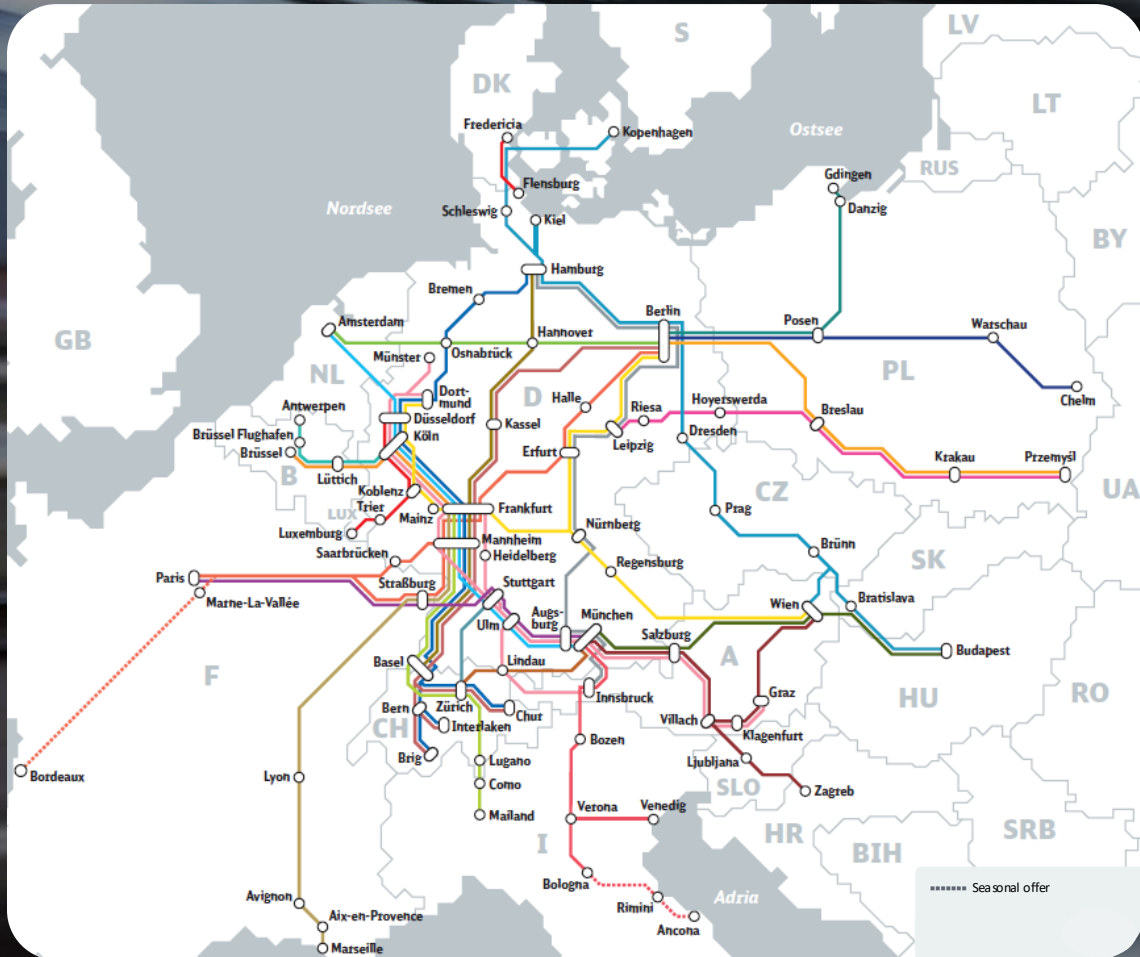 LV
S
DK
LT
Fredericia
Kopenhagen
Ostsee
RUS
Gdingen
Flensburg
Nordsee
Schleswig
Danzig
Kiel
BY
Hamburg
Bremen
Berlin
Amsterdam
Posen
Warschau
Hannover
GB
Münster
Osnabrück
NL
D
PL
Dort-
mund
Halle
Riesa
Hoyerswerda
Chelm
Antwerpen
Düsseldorf
Kassel
Breslau
Brüssel Flughafen
Köln
Leipzig
Dresden
Brüssel
Erfurt
Krakau
Przemyśl
B
Lüttich
Koblenz
CZ
UA
LUX
Trier
Mainz
Frankfurt
Prag
Luxemburg
Nürnberg
Saarbrücken
Mannheim
Heidelberg
Brünn
SK
Regensburg
Paris
Straßburg
Stuttgart
Marne-La-Vallée
Wien
Bratislava
Ulm
Augs-
burg
München
Salzburg
Budapest
Basel
Lindau
A
F
Innsbruck
Graz
HU
RO
Bern
Zürich
Chur
CH
Interlaken
Villach
Klagenfurt
Bozen
Brig
Lugano
Ljubljana
Bordeaux
Lyon
Como
SLO
Zagreb
Mailand
Verona
Venedig
HR
SRB
I
BIH
Bologna
Seasonal offer
Avignon
Rimini
Adria
Aix-en-Provence
Ancona
Marseille